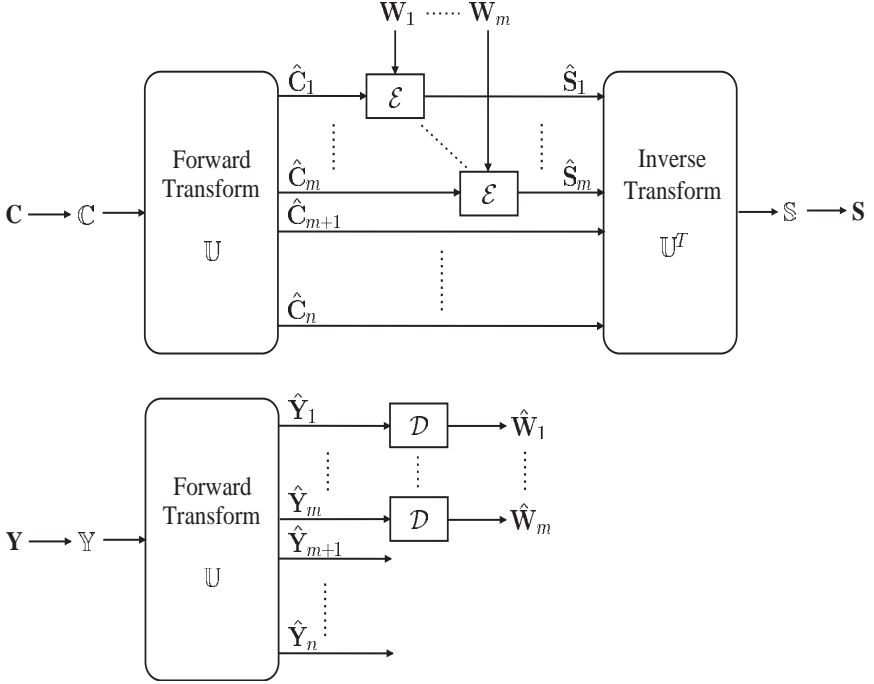 W₁ ...... Wₘ
Ĉ₁
ℰ
Ŝ₁
Forward
Transform
𝕌
Inverse
Transform
𝕌ᵀ
Ĉₘ
ℰ
Ŝₘ
C
ℂ
Ĉₘ₊₁
𝕊
S
Ĉₙ
Ŷ₁
𝒟
Ŵ₁
Forward
Transform
𝕌
Ŷₘ
𝒟
Ŵₘ
Y
𝕐
Ŷₘ₊₁
Ŷₙ